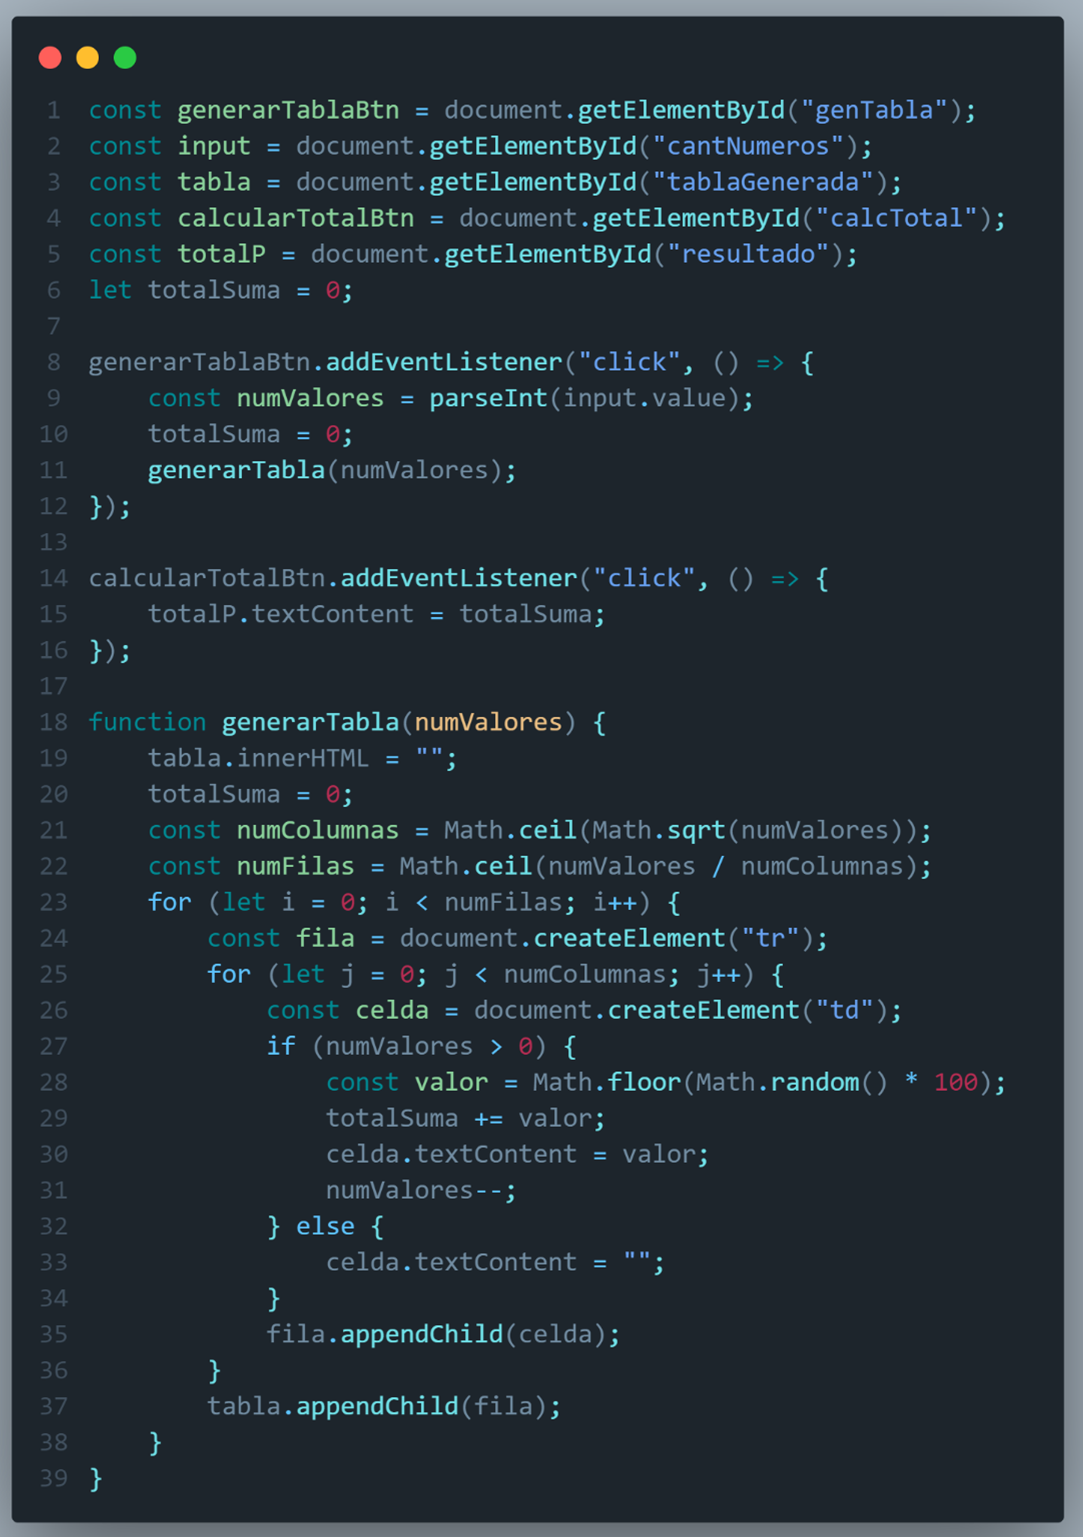 1 const generarTablaBtn = document.getElementById("genTabla");
2 const input = document.getElementById("cantNumeros");
3 const tabla = document.getElementById("tablaGenerada");
4 const calcularTotalBtn = document.getElementById("calcTotal");
5 const totalP = document.getElementById("resultado");
6 let totalSuma = 0;
7
8 generarTablaBtn.addEventListener("click", () => {
9     const numValores = parseInt(input.value);
10     totalSuma = 0;
11     generarTabla(numValores);
12 });
13
14 calcularTotalBtn.addEventListener("click", () => {
15     totalP.textContent = totalSuma;
16 });
17
18 function generarTabla(numValores) {
19     tabla.innerHTML = "";
20     totalSuma = 0;
21     const numColumnas = Math.ceil(Math.sqrt(numValores));
22     const numFilas = Math.ceil(numValores / numColumnas);
23     for (let i = 0; i < numFilas; i++) {
24         const fila = document.createElement("tr");
25         for (let j = 0; j < numColumnas; j++) {
26             const celda = document.createElement("td");
27             if (numValores > 0) {
28                 const valor = Math.floor(Math.random() * 100);
29                 totalSuma += valor;
30                 celda.textContent = valor;
31                 numValores--;
32             } else {
33                 celda.textContent = "";
34             }
35             fila.appendChild(celda);
36         }
37         tabla.appendChild(fila);
38     }
39 }